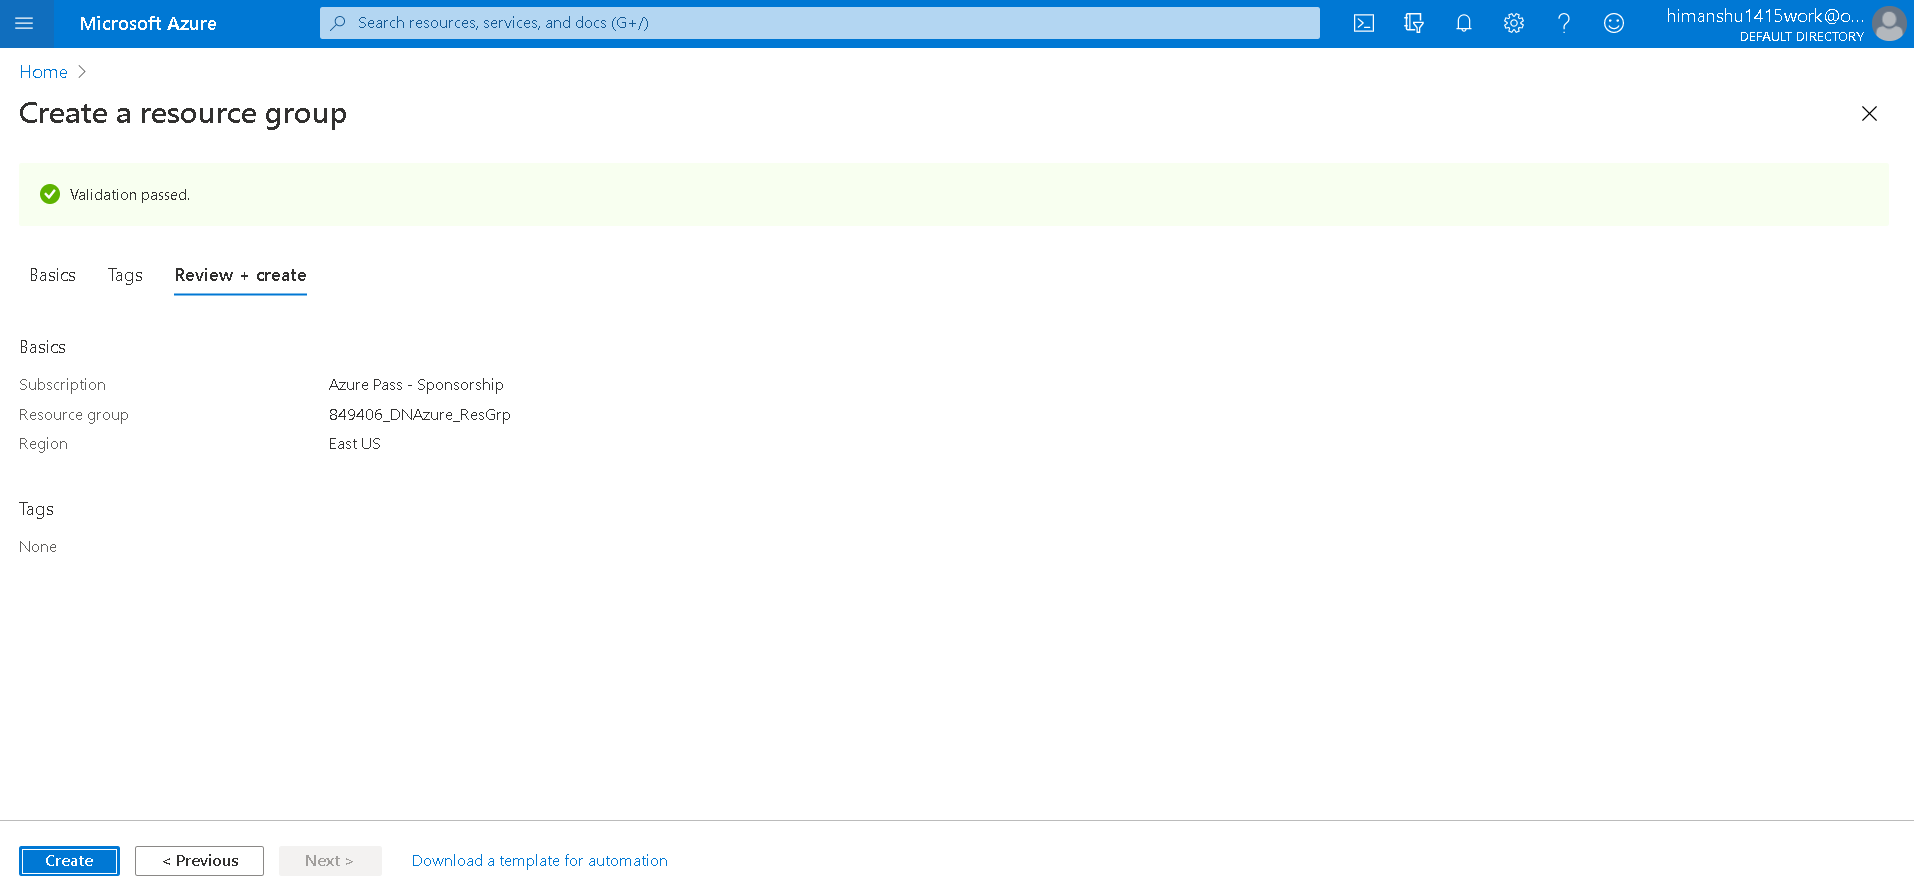 Microsoft Azure
Search resources, services, and docs (G+/)
himanshu1415work@o...
DEFAULT DIRECTORY
Home >
Create a resource group
Validation passed.
Basics Tags Review + create
Basics
Subscription Azure Pass - Sponsorship
Resource group 849406_DNAzure_ResGrp
Region East US
Tags
None
Create < Previous Next > Download a template for automation